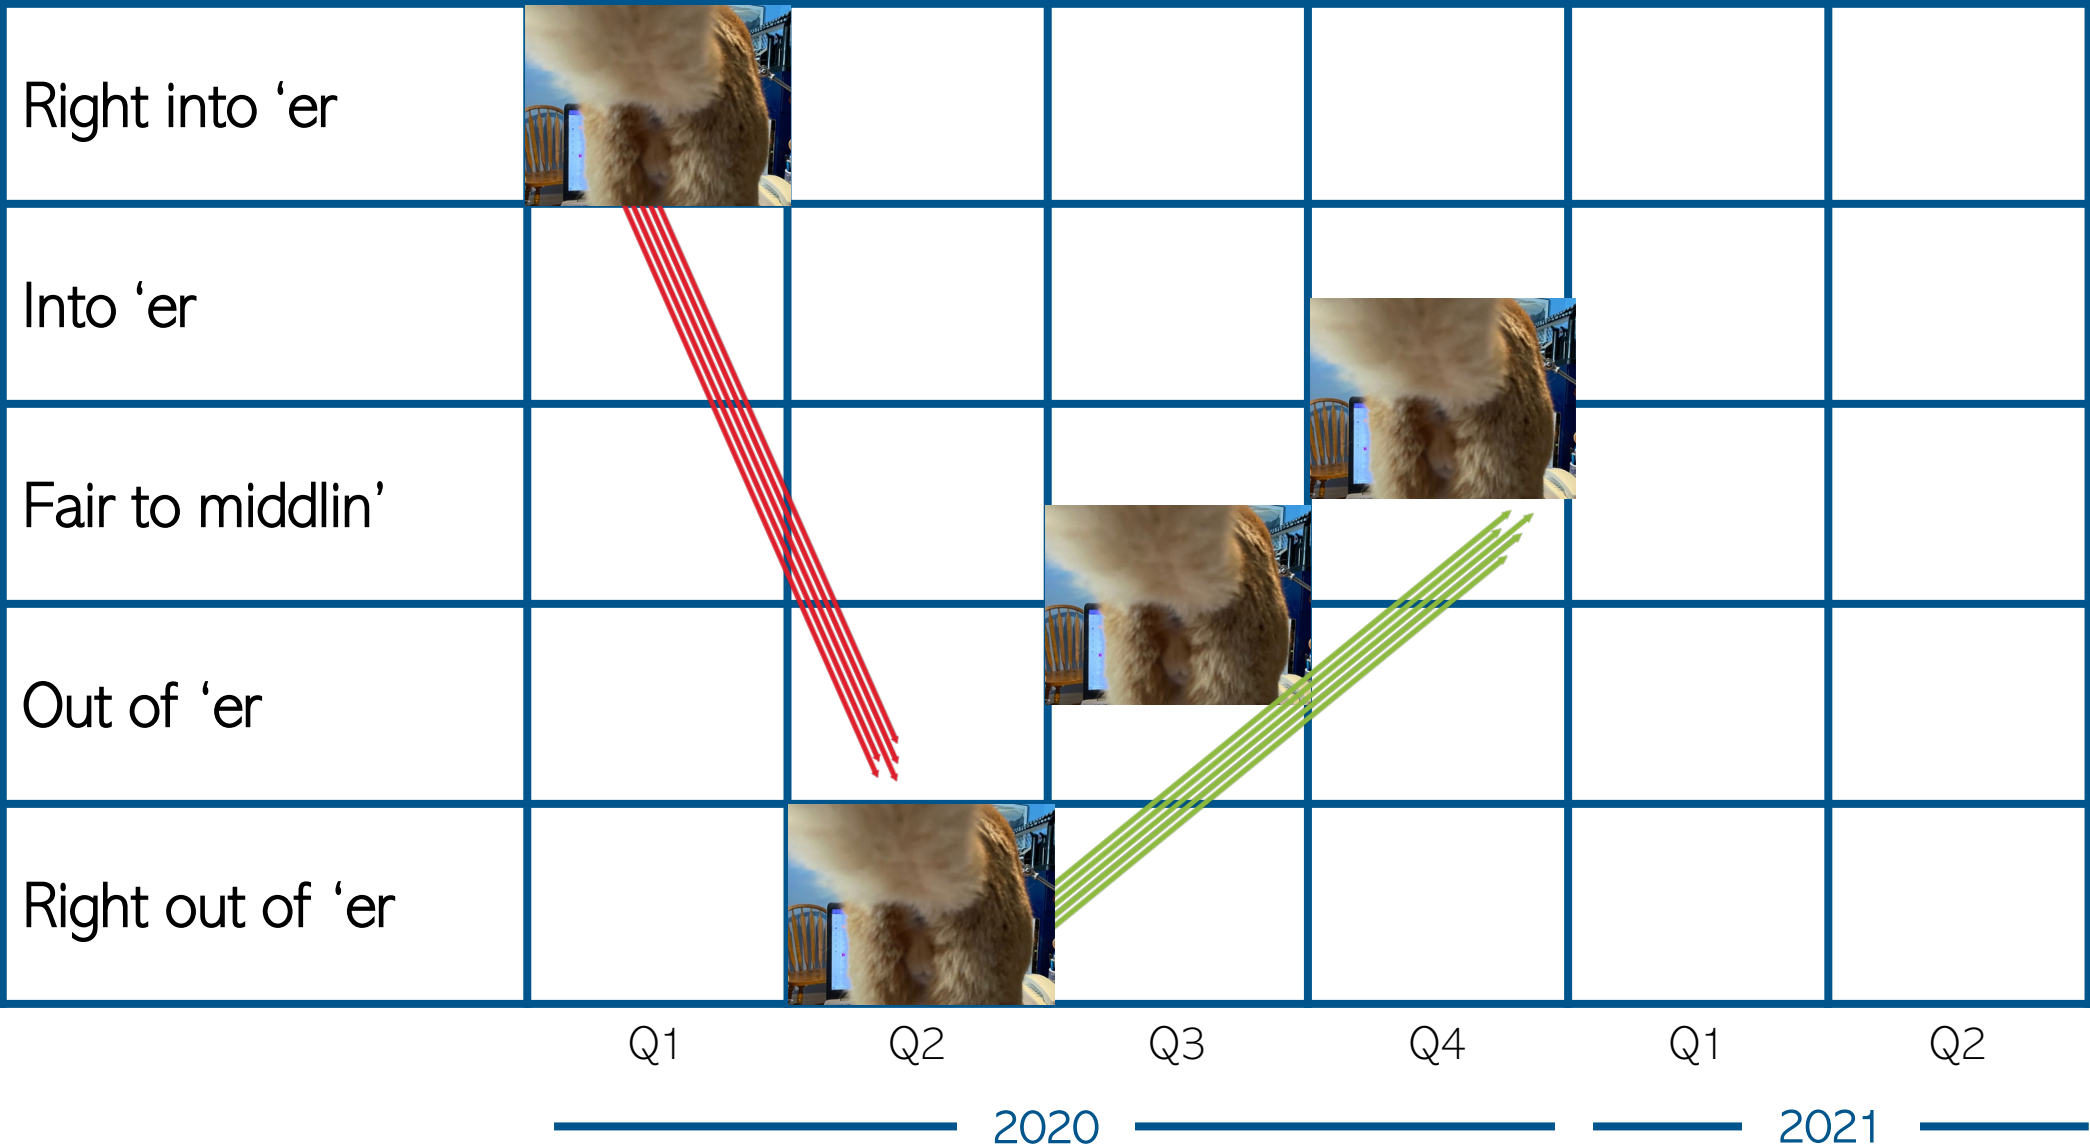 Right into ‘er
Into ‘er
Fair to middlin’
Out of ‘er
Right out of ‘er
Q1 Q2 Q3 Q4 Q1 Q2
2020 2021